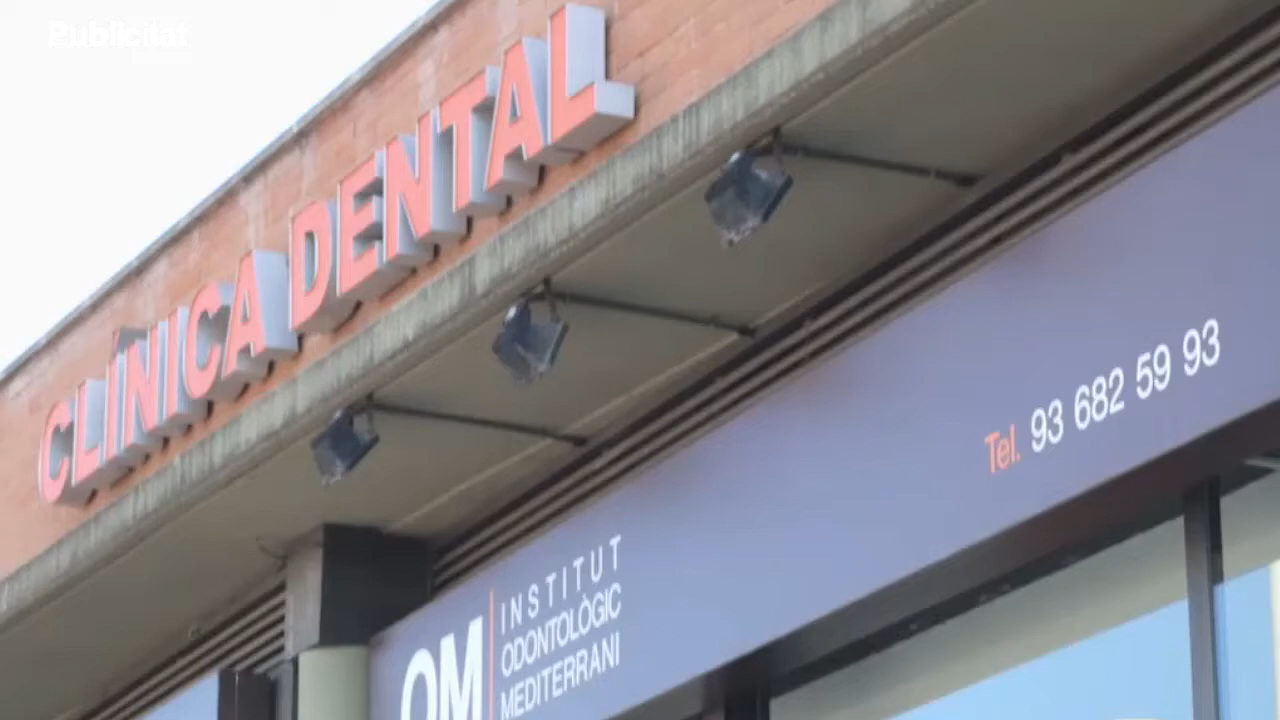 Publicitat
CLÍNICA DENTAL
Tel. 93 682 59 93
OM
INSTITUT
ODONTOLÒGIC
MEDITERRANI